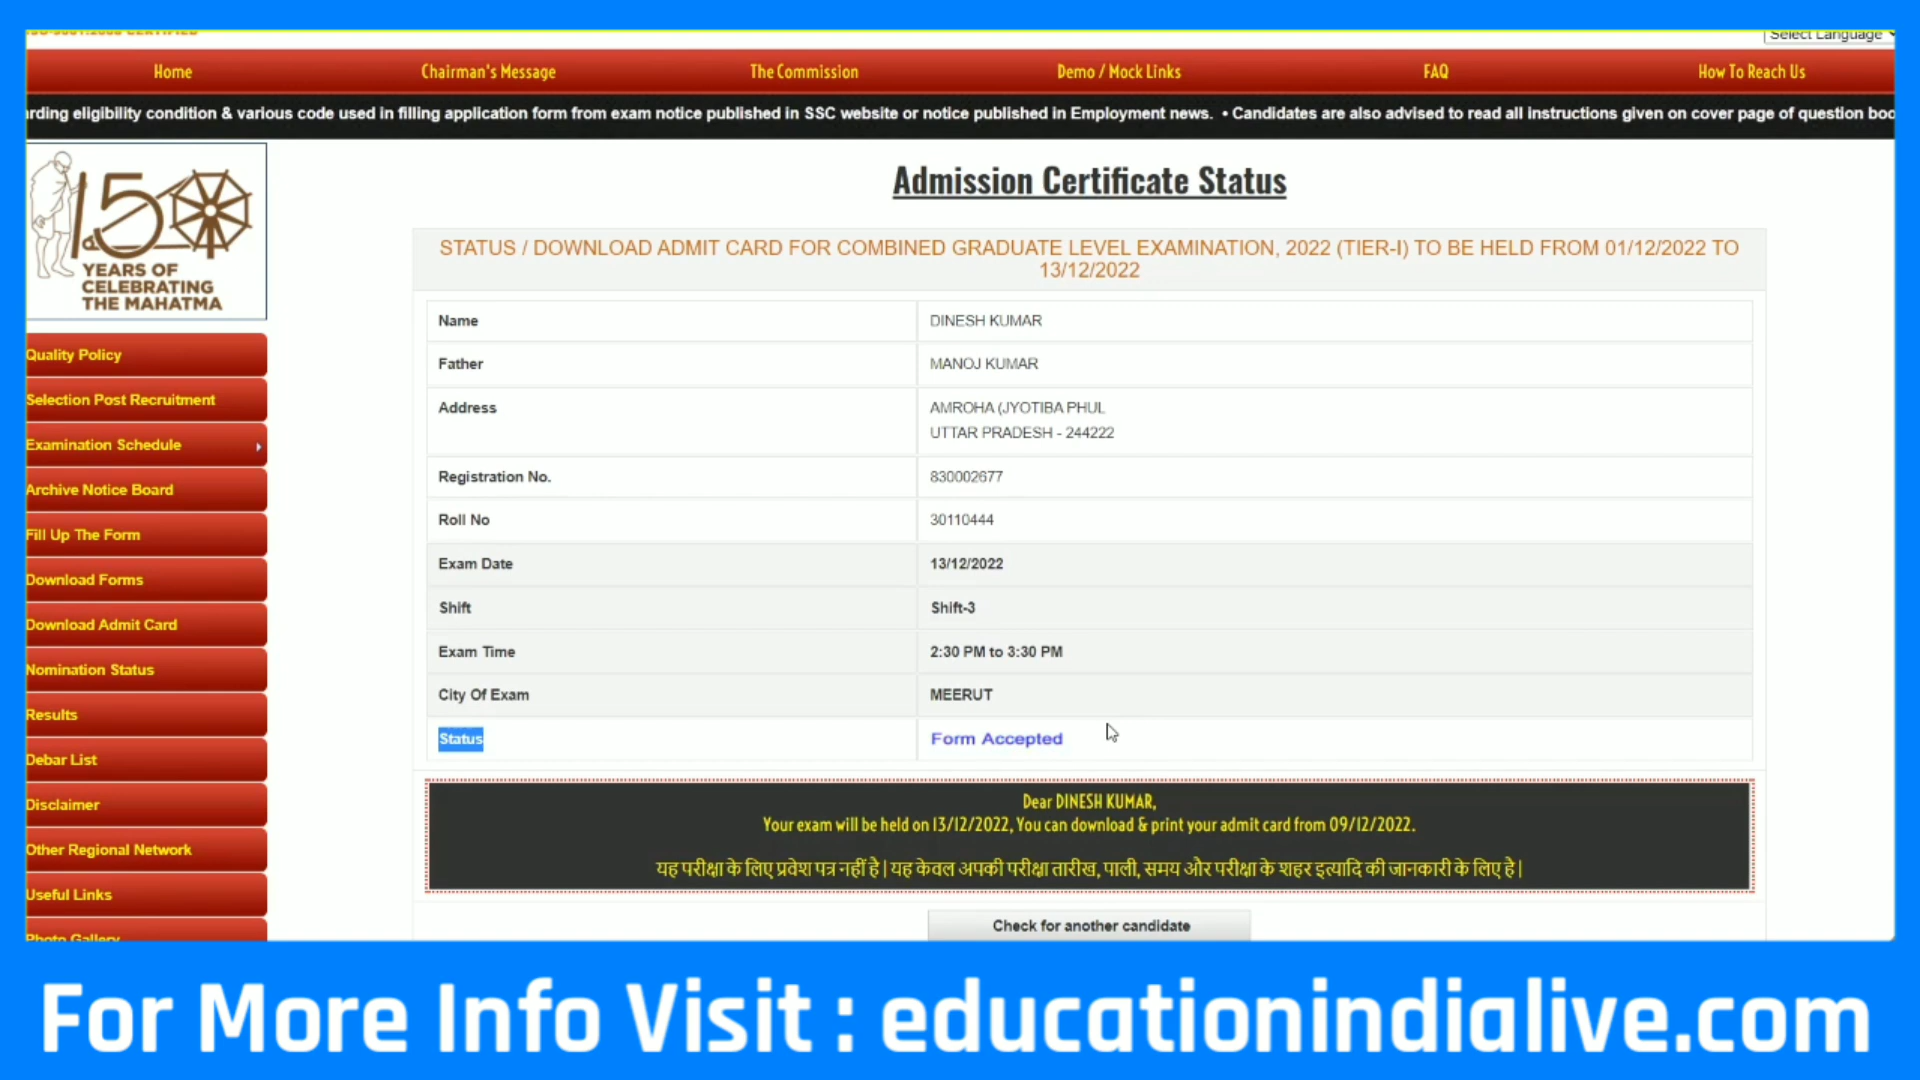 Select Language
Home Chairman's Message The Commission Demo / Mock Links FAQ How To Reach Us
rding eligibility condition & various code used in filling application form from exam notice published in SSC website or notice published in Employment news. • Candidates are also advised to read all instructions given on cover page of question boo
150
YEARS OF
CELEBRATING
THE MAHATMA
Quality Policy
Selection Post Recruitment
Examination Schedule
Archive Notice Board
Fill Up The Form
Download Forms
Download Admit Card
Nomination Status
Results
Debar List
Disclaimer
Other Regional Network
Useful Links
Photo Gallery
Admission Certificate Status
STATUS / DOWNLOAD ADMIT CARD FOR COMBINED GRADUATE LEVEL EXAMINATION, 2022 (TIER-I) TO BE HELD FROM 01/12/2022 TO
13/12/2022
Name DINESH KUMAR
Father MANOJ KUMAR
Address AMROHA (JYOTIBA PHUL
UTTAR PRADESH - 244222
Registration No. 830002677
Roll No 30110444
Exam Date 13/12/2022
Shift Shift-3
Exam Time 2:30 PM to 3:30 PM
City Of Exam MEERUT
Status Form Accepted
Dear DINESH KUMAR,
Your exam will be held on 13/12/2022, You can download & print your admit card from 09/12/2022.
यह परीक्षा के लिए प्रवेश पत्र नहीं है | यह केवल अपकी परीक्षा तारीख, पाली, समय और परीक्षा के शहर इत्यादि की जानकारी के लिए है |
Check for another candidate
For More Info Visit : educationindialive.com